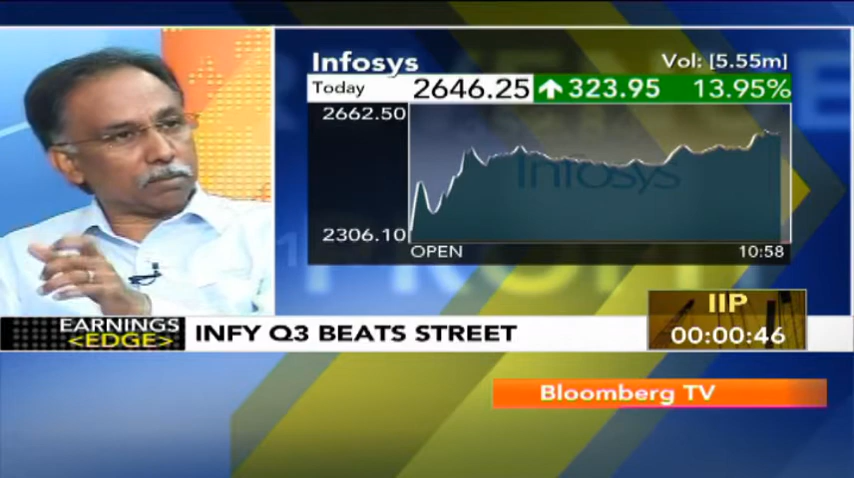 Infosys
Vol: [5.55m]
Today
2646.25
323.95
13.95%
2662.50
Infosys
2306.10
OPEN
10:58
IIP
00:00:46
EARNINGS
<EDGE>
INFY Q3 BEATS STREET
Bloomberg TV